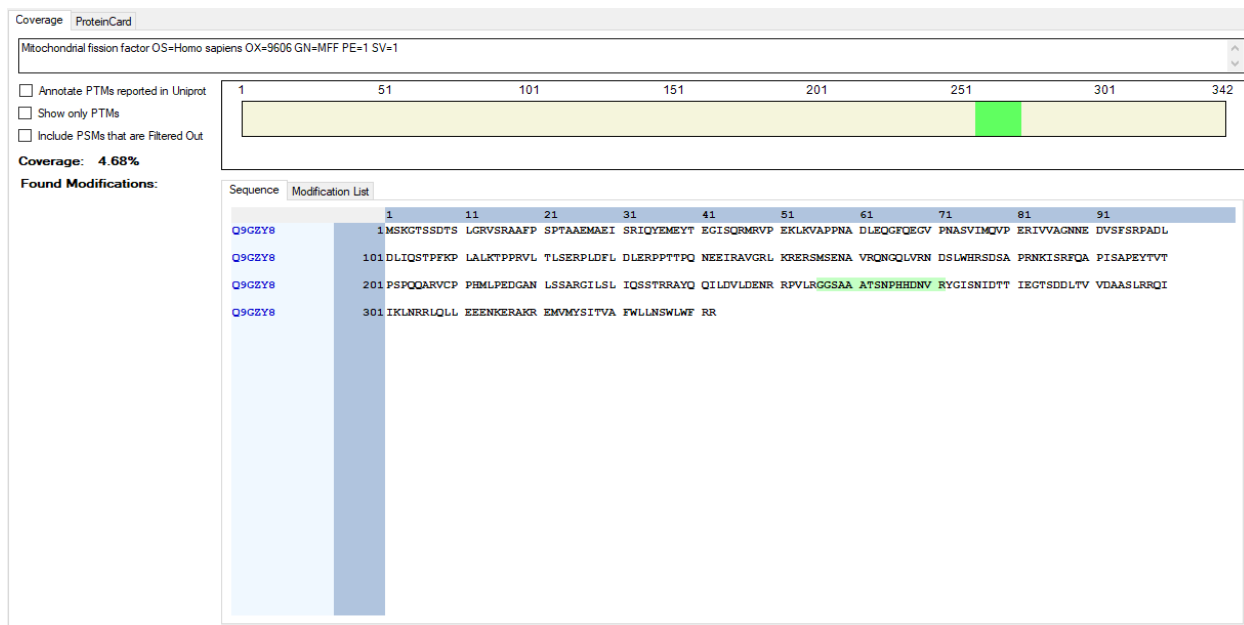 Coverage ProteinCard
Mitochondrial fission factor OS=Homo sapiens OX=9606 GN=MFF PE=1 SV=1
Annotate PTMs reported in Uniprot
Show only PTMs
Include PSMs that are Filtered Out
Coverage: 4.68%
Found Modifications:
1 51 101 151 201 251 301 342
Sequence Modification List
1 11 21 31 41 51 61 71 81 91
Q9GZY8 1 MSKGTSSDTS LGRVSRAAFP SPTAAEMAEI SRIQYEMEYT EGISQRMRVP EKLKVAPPNA DLEQGFQEGV PNASVIMQVP ERIVVAGNNE DVSFSRPADL
Q9GZY8 101 DLIQSTPFKP LALKTPPRVL TLSERPLDFL DLERPPTTPQ NEEIRAVGRL KRERSMSENA VRQNGQLVRN DSLWHRSDSA PRNKISRFQA PISAPEYTVT
Q9GZY8 201 PSPQQARVCP PHMLPEDGAN LSSARGILSL IQSSTRRAYQ QILDVLDENR RPVLRGGSAA ATSNPHHDNV RYGISNIDTT IEGTSDDLTV VDAASLRRQI
Q9GZY8 301 IKLNRRLQLL EEENKERAKR EMVMYSITVA FWLLNSWLWF RR